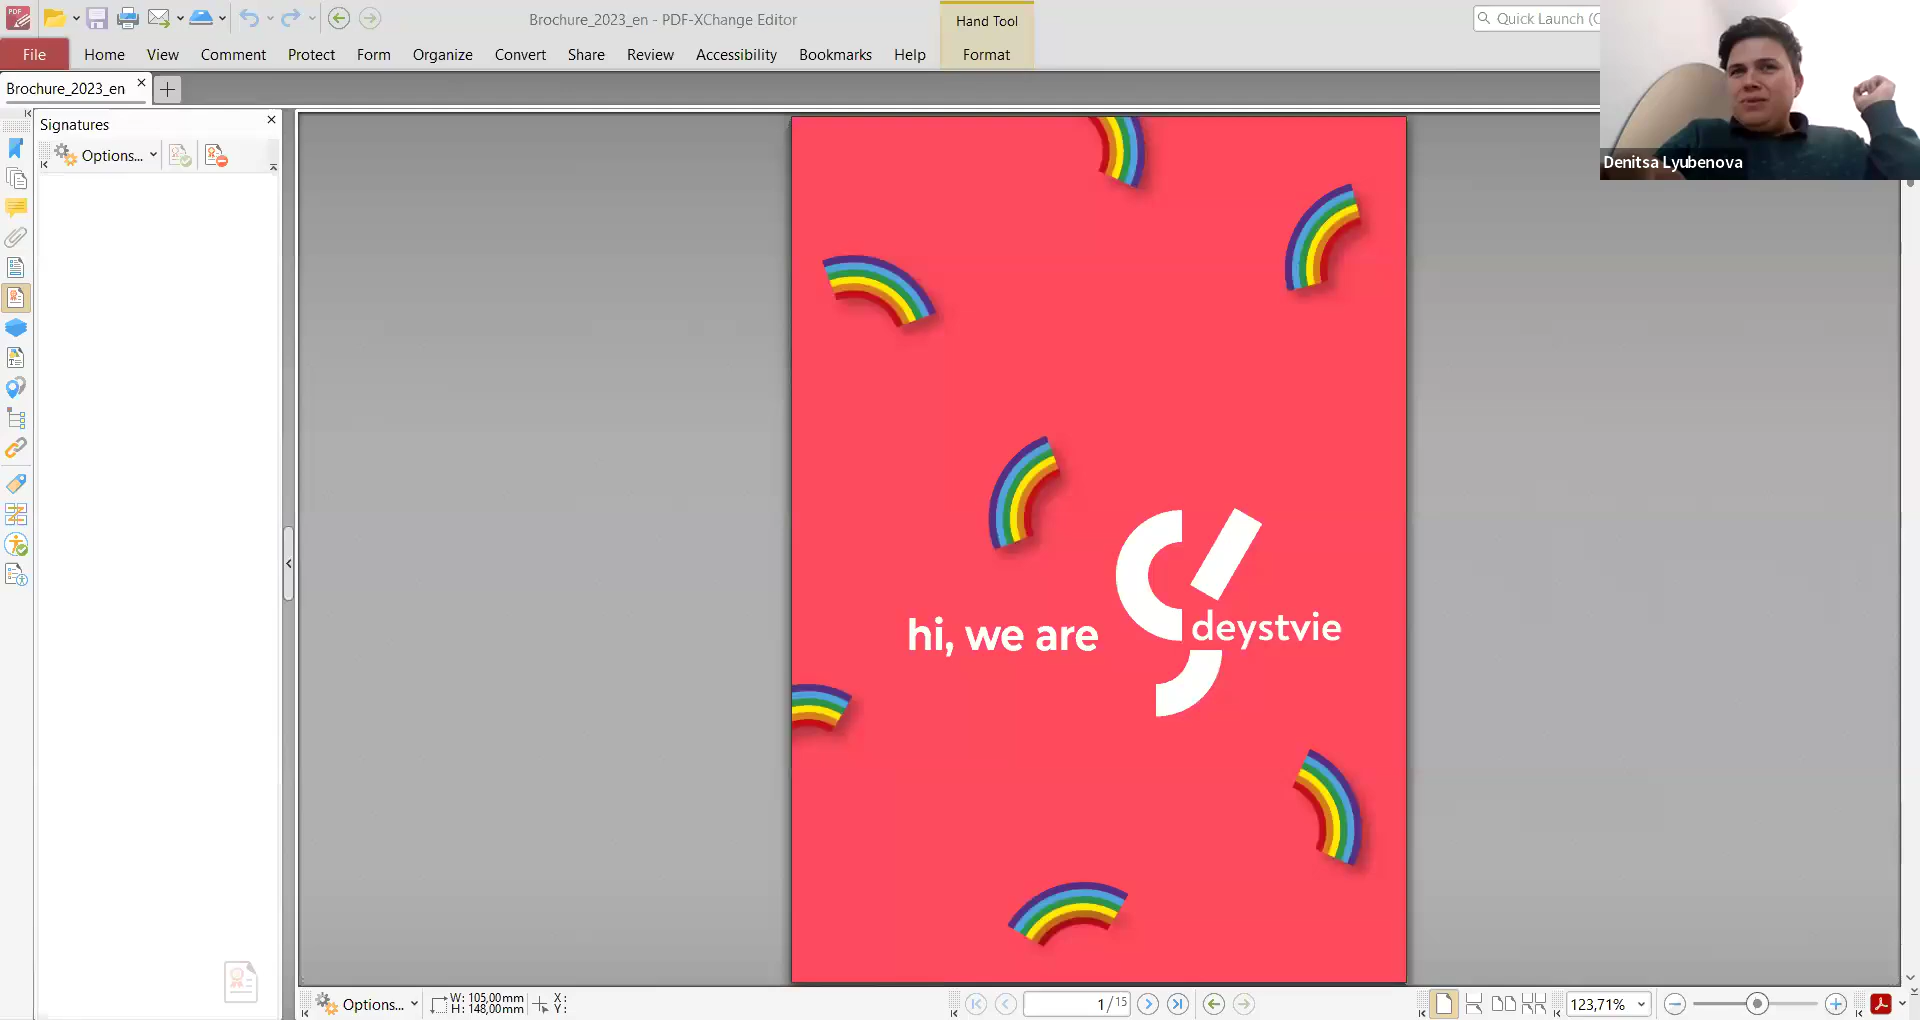 Brochure_2023_en - PDF-XChange Editor
Hand Tool
Quick Launch (C
File
Home
View
Comment
Protect
Form
Organize
Convert
Share
Review
Accessibility
Bookmarks
Help
Format
Brochure_2023_en
Signatures
Options...
Denitsa Lyubenova
hi, we are
deystvie
Options...
W: 105,00mm
H: 148,00mm
X:
Y:
1/15
123,71%